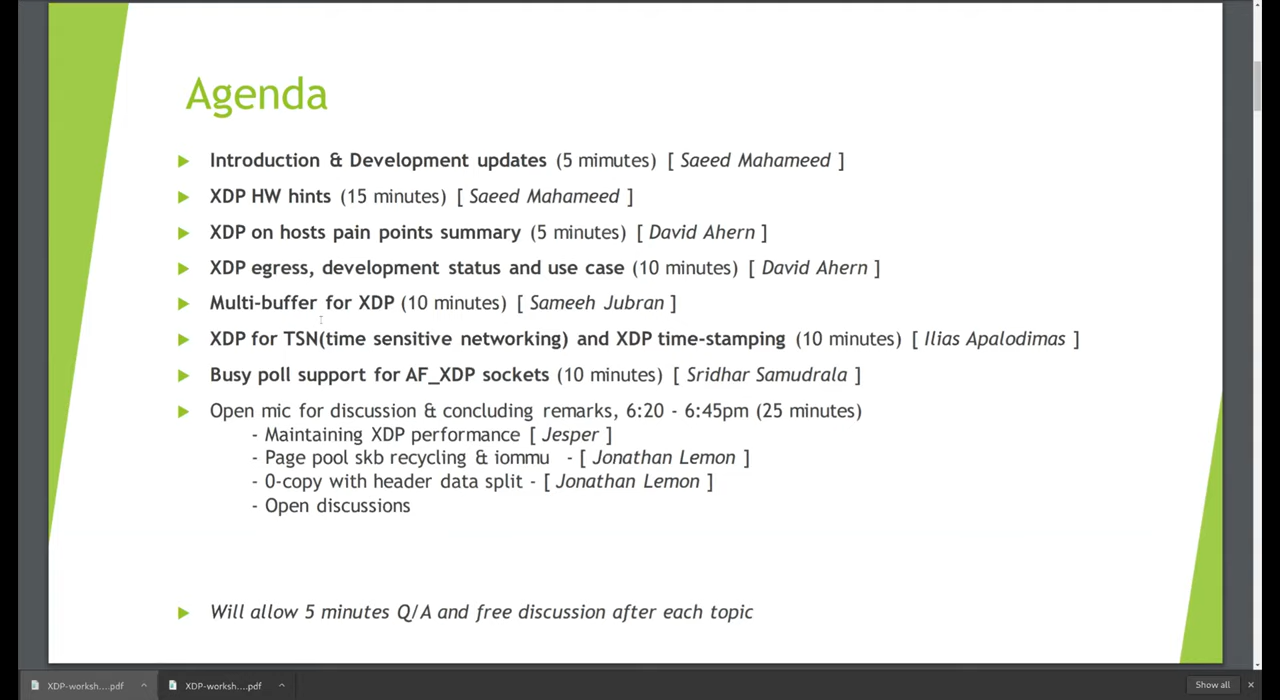 Agenda
Introduction & Development updates (5 mimutes) [ Saeed Mahameed ]
XDP HW hints (15 minutes) [ Saeed Mahameed ]
XDP on hosts pain points summary (5 minutes) [ David Ahern ]
XDP egress, development status and use case (10 minutes) [ David Ahern ]
Multi-buffer for XDP (10 minutes) [ Sameeh Jubran ]
XDP for TSN(time sensitive networking) and XDP time-stamping (10 minutes) [ Ilias Apalodimas ]
Busy poll support for AF_XDP sockets (10 minutes) [ Sridhar Samudrala ]
Open mic for discussion & concluding remarks, 6:20 - 6:45pm (25 minutes)
- Maintaining XDP performance [ Jesper ]
- Page pool skb recycling & iommu - [ Jonathan Lemon ]
- 0-copy with header data split - [ Jonathan Lemon ]
- Open discussions
Will allow 5 minutes Q/A and free discussion after each topic
XDP-worksh....pdf XDP-worksh....pdf Show all